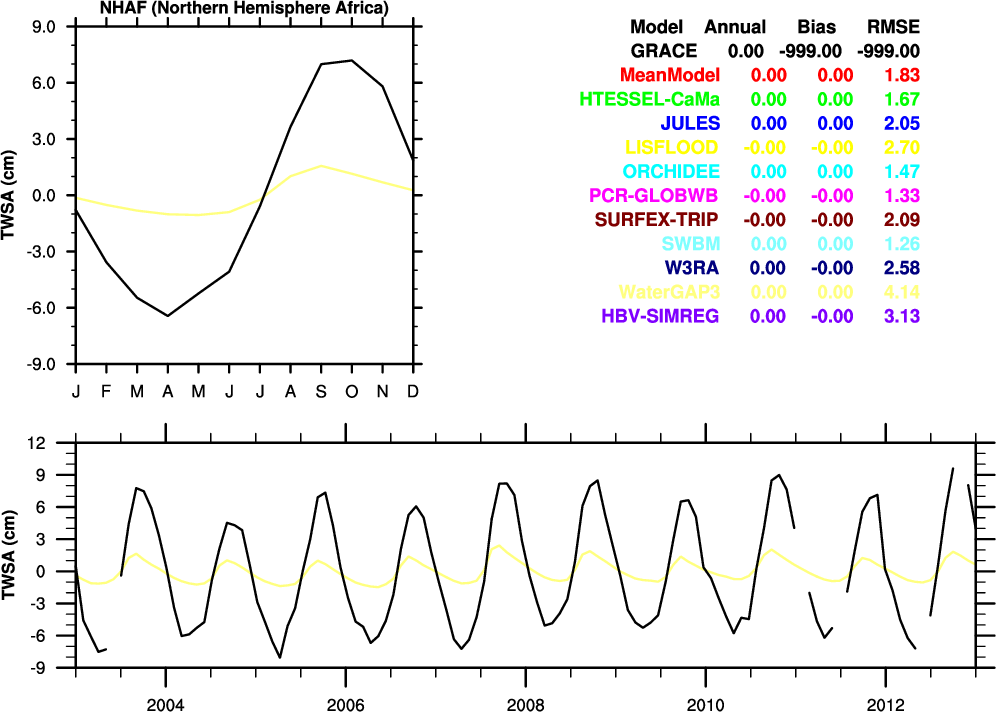 NHAF (Northern Hemisphere Africa)
9.0
6.0
3.0
0.0
-3.0
-6.0
-9.0
TWSA (cm)
J F M A M J J A S O N D
Model Annual Bias RMSE
GRACE 0.00 -999.00 -999.00
MeanModel 0.00 0.00 1.83
HTESSEL-CaMa 0.00 0.00 1.67
JULES 0.00 0.00 2.05
LISFLOOD -0.00 -0.00 2.70
ORCHIDEE 0.00 0.00 1.47
PCR-GLOBWB -0.00 -0.00 1.33
SURFEX-TRIP -0.00 -0.00 2.09
SWBM 0.00 0.00 1.26
W3RA 0.00 -0.00 2.58
WaterGAP3 0.00 0.00 4.14
HBV-SIMREG 0.00 -0.00 3.13
12
9
6
3
0
-3
-6
-9
TWSA (cm)
2004 2006 2008 2010 2012